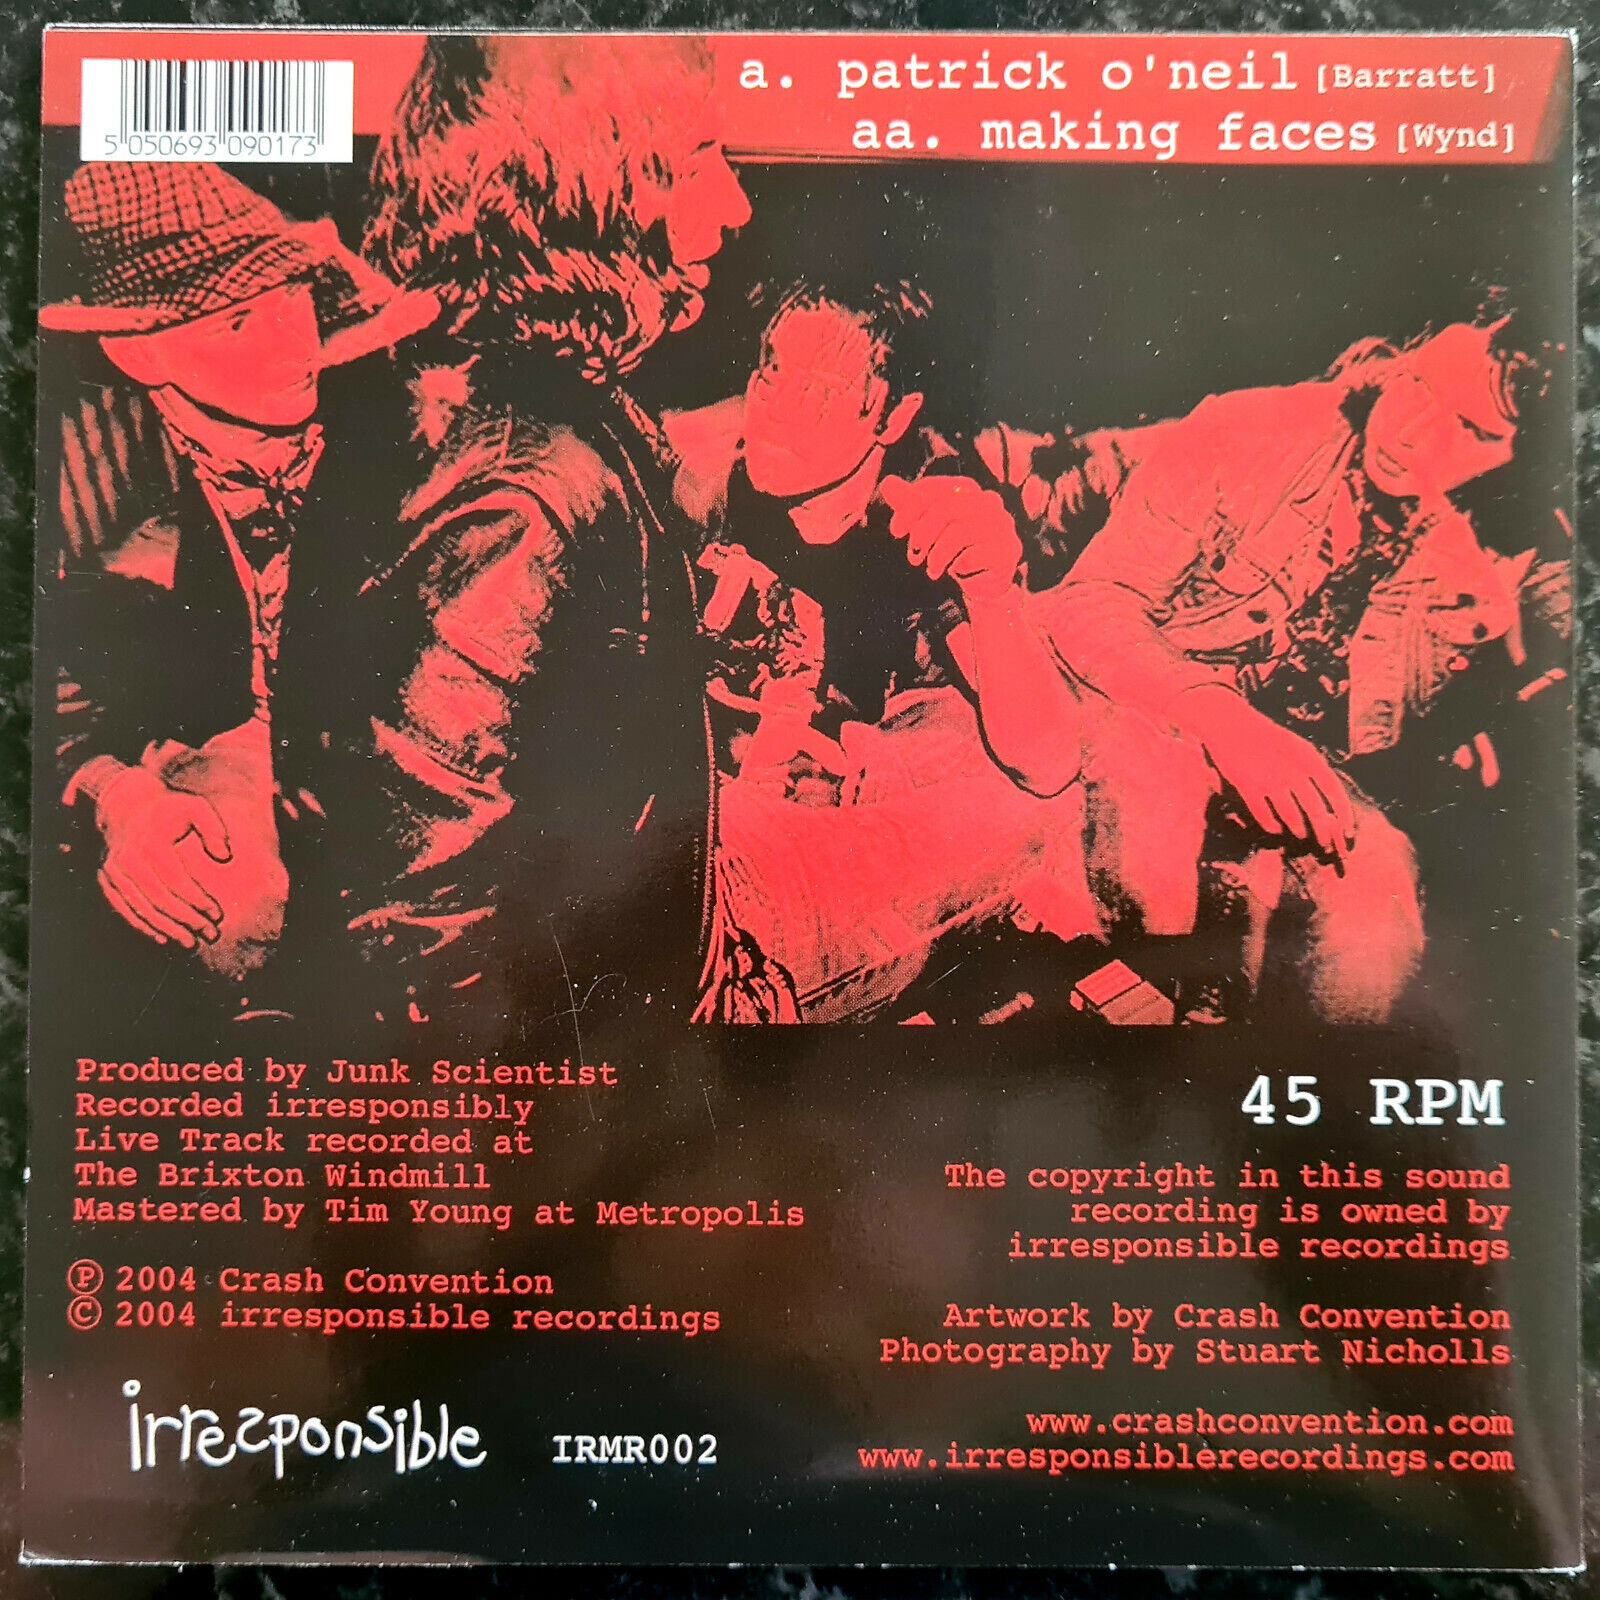 5 050693 090173
a. patrick o'neil [Barratt]
aa. making faces [Wynd]
Produced by Junk Scientist
Recorded irresponsibly
Live Track recorded at
The Brixton Windmill
Mastered by Tim Young at Metropolis
Ⓟ 2004 Crash Convention
© 2004 irresponsible recordings
irresponsible IRMR002
45 RPM
The copyright in this sound
recording is owned by
irresponsible recordings
Artwork by Crash Convention
Photography by Stuart Nicholls
www.crashconvention.com
www.irresponsiblerecordings.com